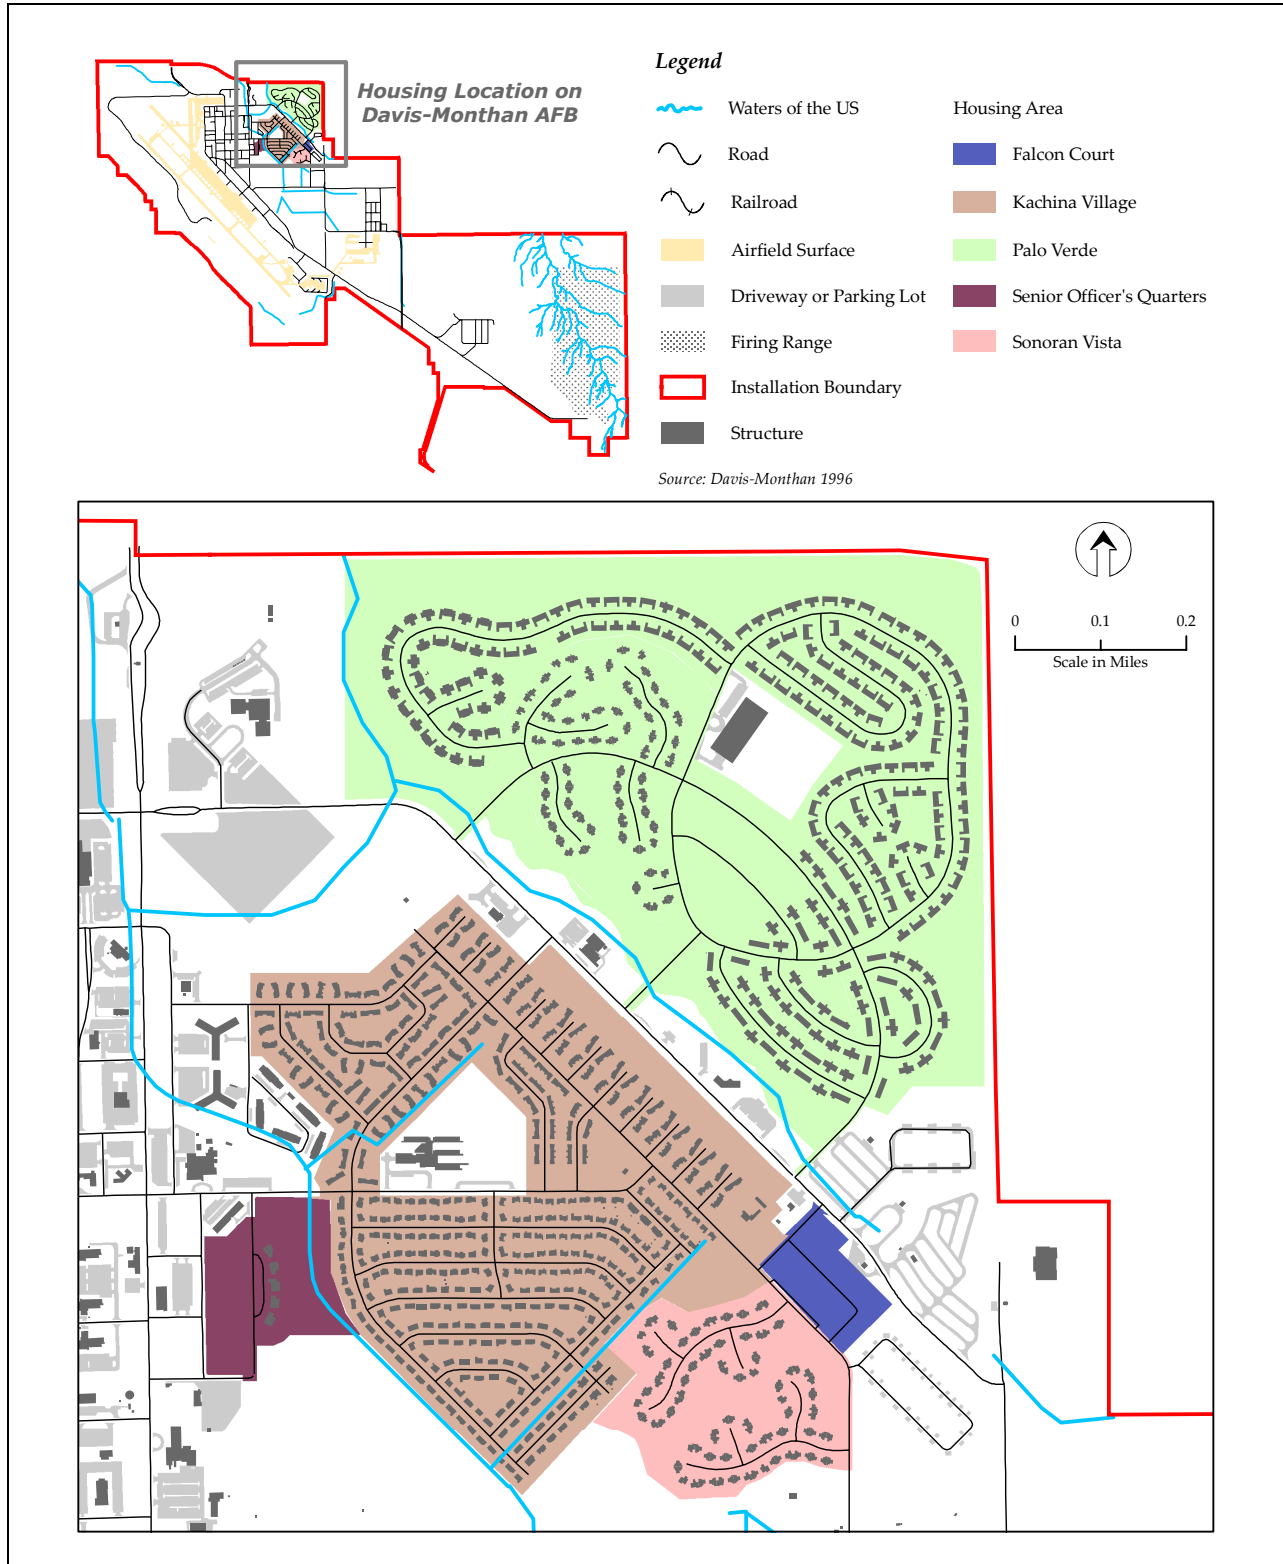 Housing Location on
Davis-Monthan AFB
Legend
Waters of the US
Road
Railroad
Airfield Surface
Driveway or Parking Lot
Firing Range
Installation Boundary
Structure
Housing Area
Falcon Court
Kachina Village
Palo Verde
Senior Officer's Quarters
Sonoran Vista
Source: Davis-Monthan 1996
0 0.1 0.2
Scale in Miles